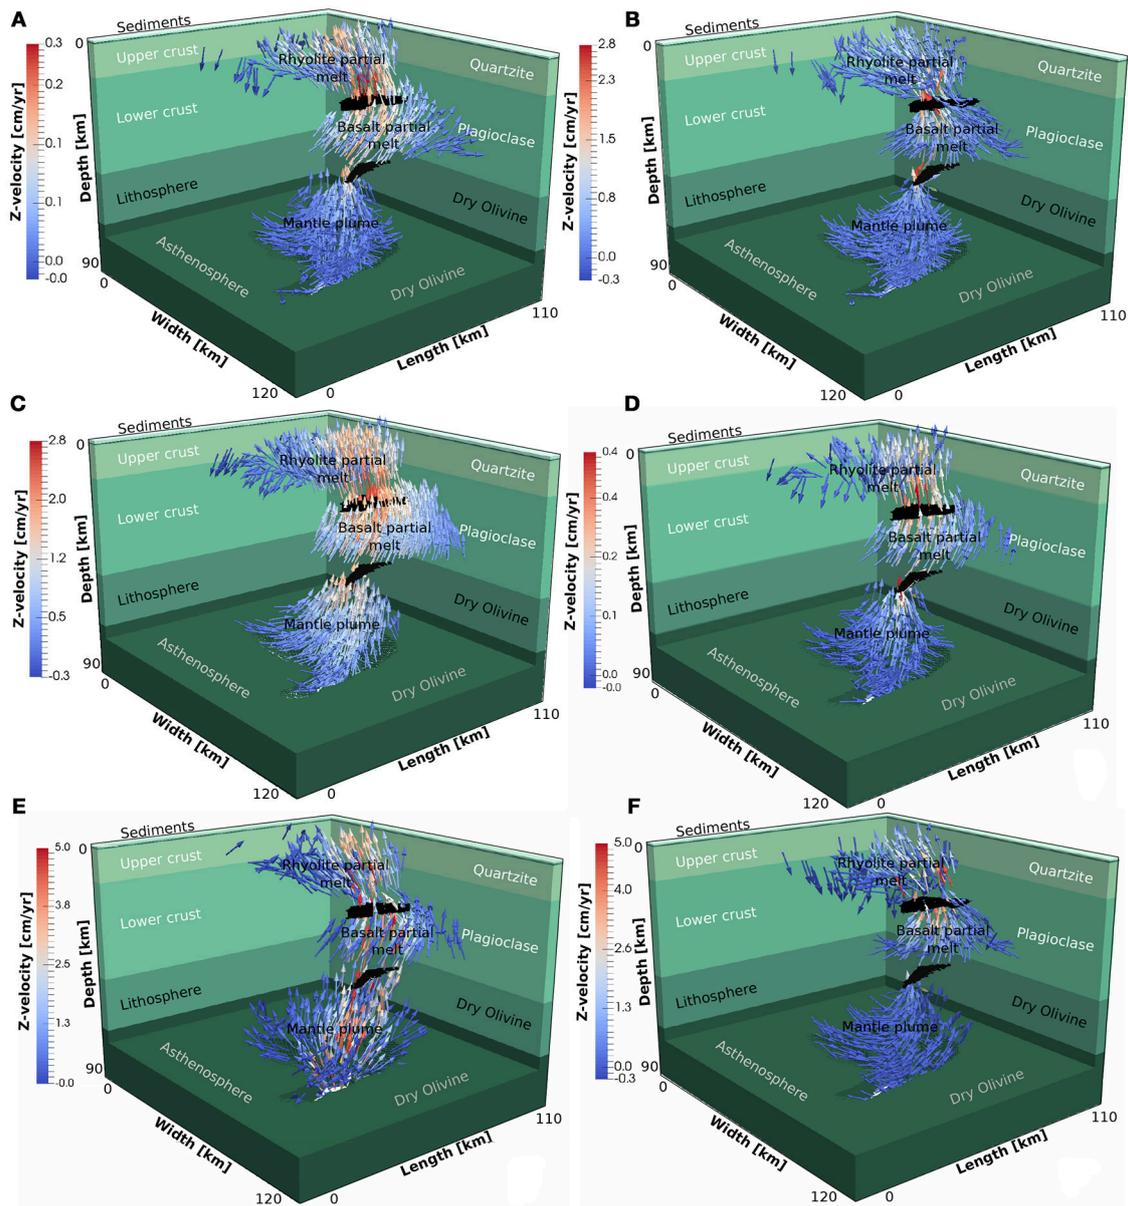 A
Sediments
0.3
0.2
0.1
0.1
0.0
-0.0
Z-velocity [cm/yr]
0
Depth [km]
90
Upper crust
Lower crust
Lithosphere
Asthenosphere
Rhyolite partial
melt
Basalt partial
melt
Mantle plume
Quartzite
Plagioclase
Dry Olivine
Dry Olivine
0
Width [km]
120
0
Length [km]
110
B
2.8
2.3
1.5
0.8
0.0
-0.3
Z-velocity [cm/yr]
0
Depth [km]
90
Upper crust
Lower crust
Lithosphere
Asthenosphere
Rhyolite partial
melt
Basalt partial
melt
Mantle plume
Quartzite
Plagioclase
Dry Olivine
Dry Olivine
0
Width [km]
120
0
Length [km]
110
C
Sediments
2.8
2.0
1.2
0.5
-0.3
Z-velocity [cm/yr]
0
Depth [km]
90
Upper crust
Lower crust
Lithosphere
Asthenosphere
Rhyolite partial
melt
Basalt partial
melt
Mantle plume
Quartzite
Plagioclase
Dry Olivine
Dry Olivine
0
Width [km]
120
0
Length [km]
110
D
Sediments
0.4
0.4
0.2
0.1
0.0
-0.0
Z-velocity [cm/yr]
0
Depth [km]
90
Upper crust
Lower crust
Lithosphere
Asthenosphere
Rhyolite partial
melt
Basalt partial
melt
Mantle plume
Quartzite
Plagioclase
Dry Olivine
Dry Olivine
0
Width [km]
120
0
Length [km]
110
E
Sediments
5.0
3.8
2.5
1.3
-0.0
Z-velocity [cm/yr]
0
Depth [km]
90
Upper crust
Lower crust
Lithosphere
Asthenosphere
Rhyolite partial
melt
Basalt partial
melt
Mantle plume
Quartzite
Plagioclase
Dry Olivine
Dry Olivine
0
Width [km]
120
0
Length [km]
110
F
Sediments
5.0
4.0
2.6
1.3
0.0
-0.3
Z-velocity [cm/yr]
0
Depth [km]
90
Upper crust
Lower crust
Lithosphere
Asthenosphere
Rhyolite partial
melt
Basalt partial
melt
Mantle plume
Quartzite
Plagioclase
Dry Olivine
Dry Olivine
0
Width [km]
120
0
Length [km]
110